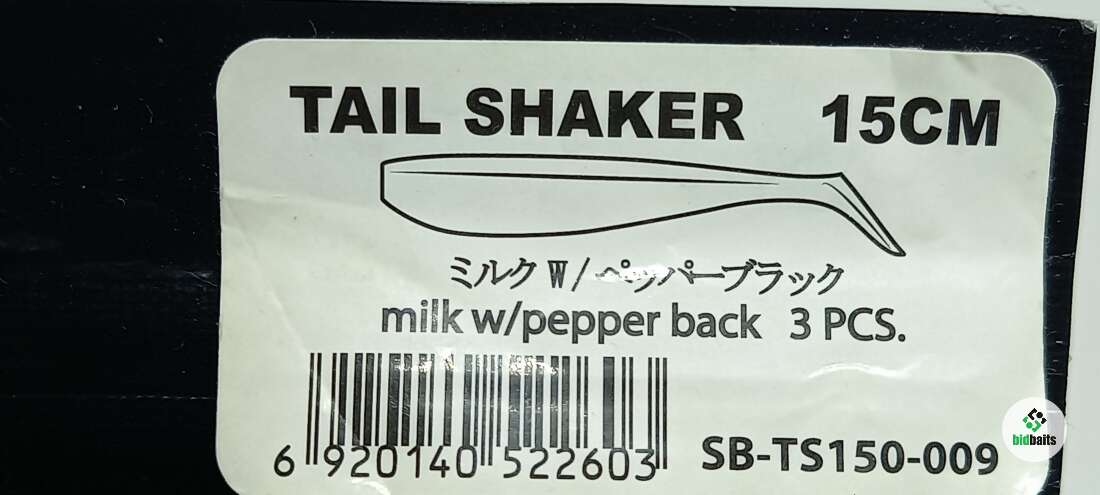 TAIL SHAKER 15CM
ミルク W/ペッパーブラック
milk w/pepper back 3 PCS.
6 920140 522603
SB-TS150-009
bidbaits